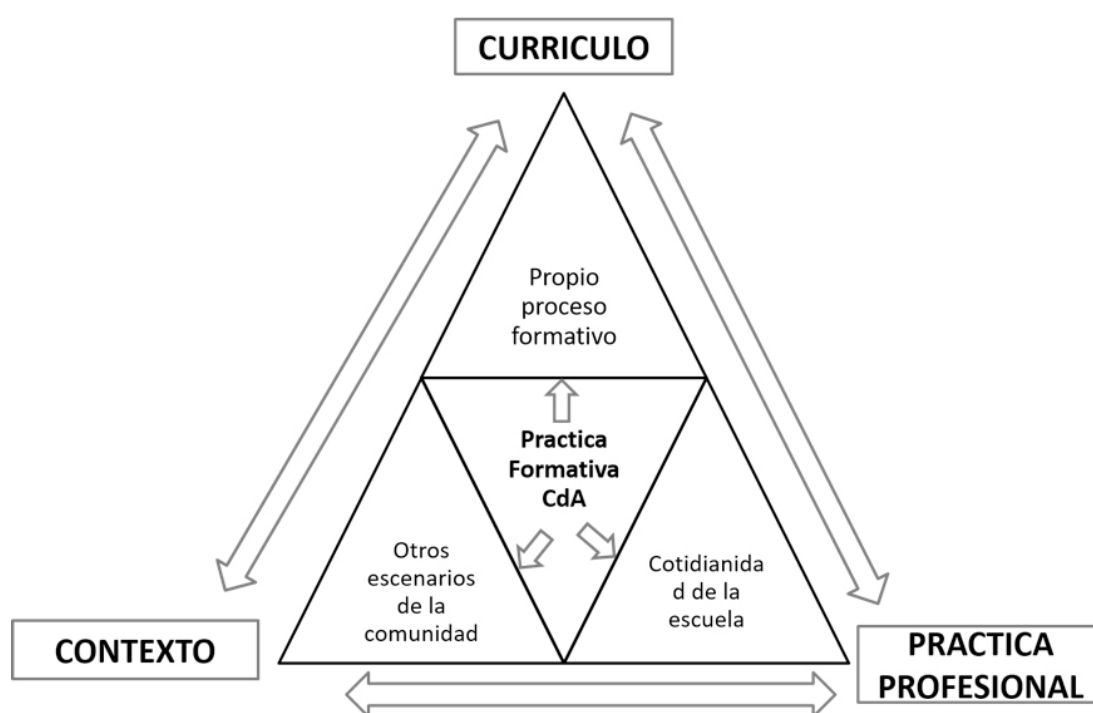 CURRICULO
Propio
proceso
formativo
Practica
Formativa
CdA
Otros
escenarios
de la
comunidad
Cotidianida
d de la
escuela
CONTEXTO
PRACTICA
PROFESIONAL